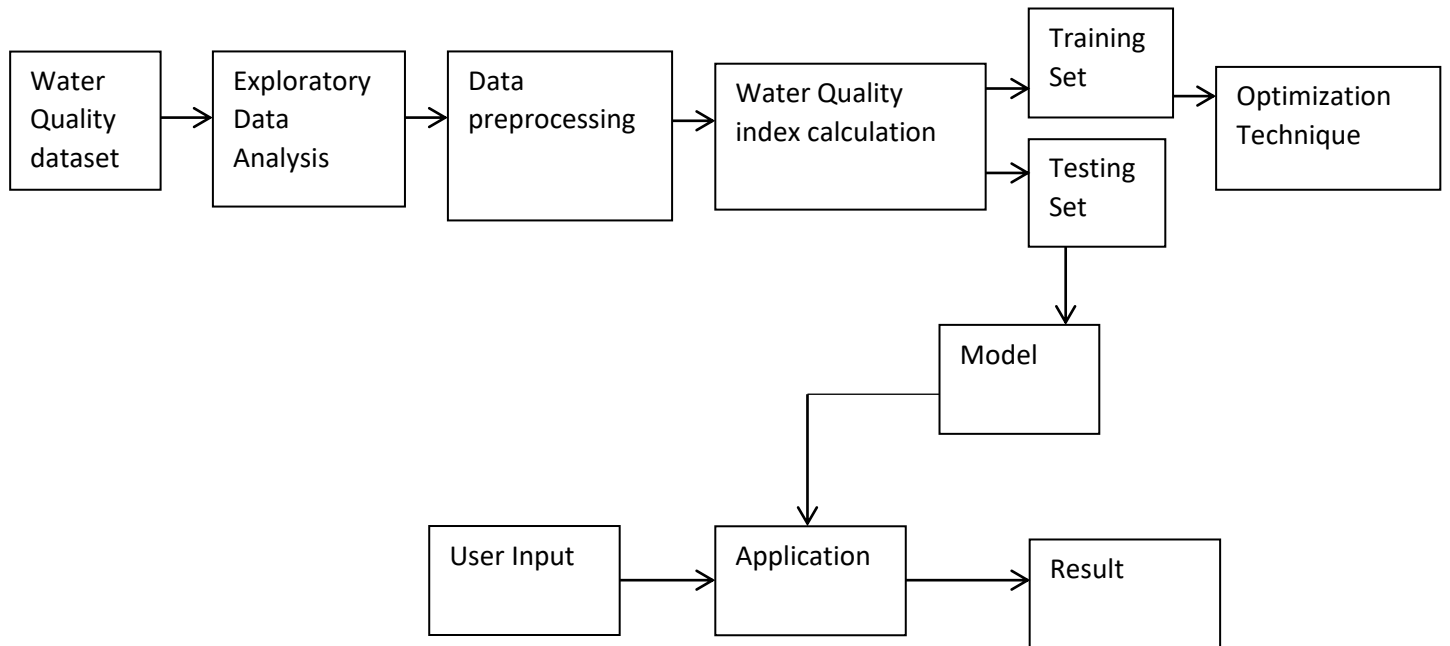 Water
Quality
dataset
Exploratory
Data
Analysis
Data
preprocessing
Water Quality
index calculation
Training
Set
Testing
Set
Optimization
Technique
Model
User Input
Application
Result